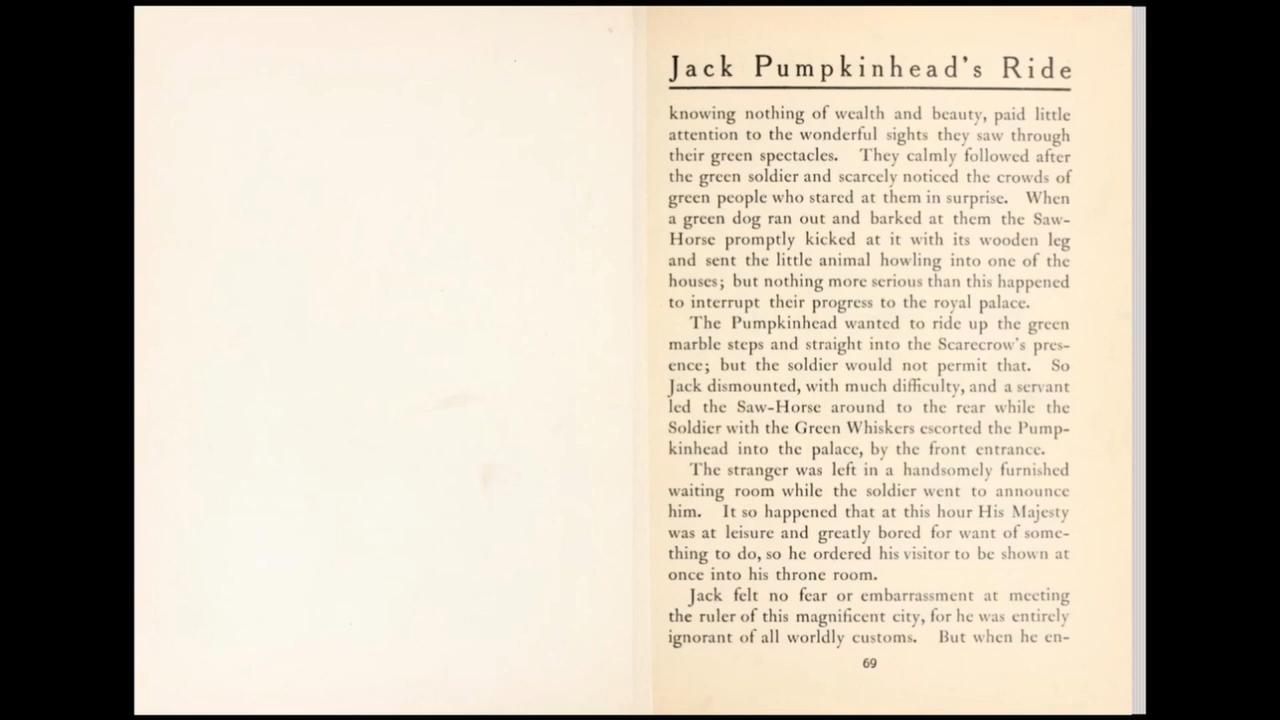 Jack Pumpkinhead's Ride
knowing nothing of wealth and beauty, paid little
attention to the wonderful sights they saw through
their green spectacles. They calmly followed after
the green soldier and scarcely noticed the crowds of
green people who stared at them in surprise. When
a green dog ran out and barked at them the Saw-
Horse promptly kicked at it with its wooden leg
and sent the little animal howling into one of the
houses; but nothing more serious than this happened
to interrupt their progress to the royal palace.
The Pumpkinhead wanted to ride up the green
marble steps and straight into the Scarecrow's pres-
ence; but the soldier would not permit that. So
Jack dismounted, with much difficulty, and a servant
led the Saw-Horse around to the rear while the
Soldier with the Green Whiskers escorted the Pump-
kinhead into the palace, by the front entrance.
The stranger was left in a handsomely furnished
waiting room while the soldier went to announce
him. It so happened that at this hour His Majesty
was at leisure and greatly bored for want of some-
thing to do, so he ordered his visitor to be shown at
once into his throne room.
Jack felt no fear or embarrassment at meeting
the ruler of this magnificent city, for he was entirely
ignorant of all worldly customs. But when he en-
69